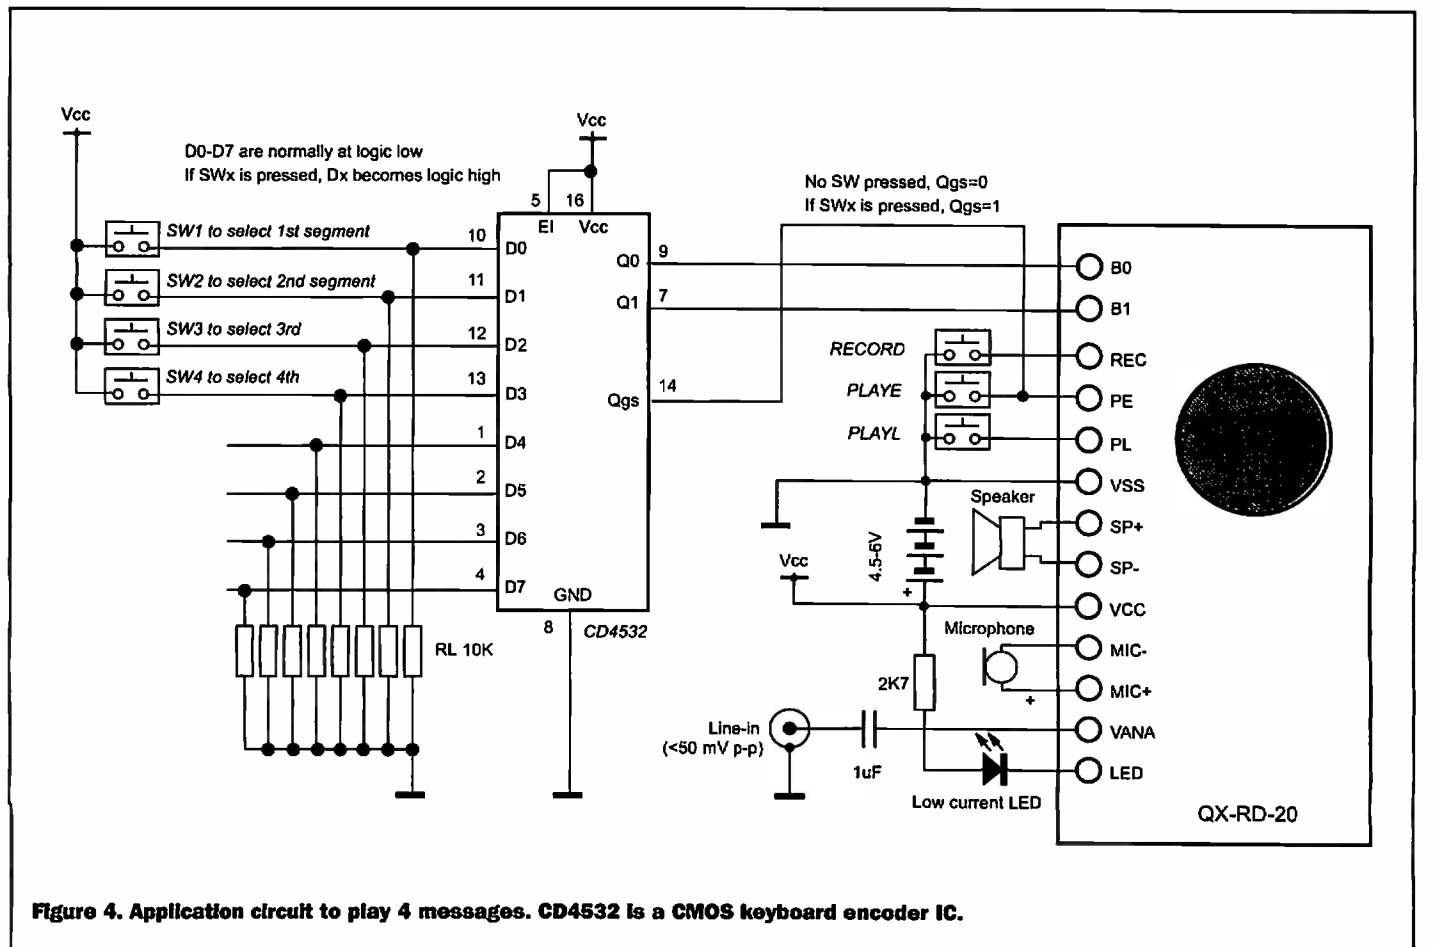 Vcc
Vcc
D0-D7 are normally at logic low
If SWx is pressed, Dx becomes logic high
No SW pressed, Qgs=0
If SWx is pressed, Qgs=1
5
16
EI
Vcc
SW1 to select 1st segment
10
D0
SW2 to select 2nd segment
11
D1
SW3 to select 3rd
12
D2
SW4 to select 4th
13
D3
1
D4
2
D5
3
D6
4
D7
GND
8
CD4532
RL 10K
Q0
9
Q1
7
Qgs
14
B0
B1
RECORD
REC
PLAYE
PE
PLAYL
PL
VSS
Speaker
SP+
SP-
4.5-6V
+
Vcc
VCC
Microphone
MIC-
MIC+
+
2K7
Line-in
(<50 mV p-p)
1uF
VANA
LED
Low current LED
QX-RD-20
Figure 4. Application circuit to play 4 messages. CD4532 is a CMOS keyboard encoder IC.